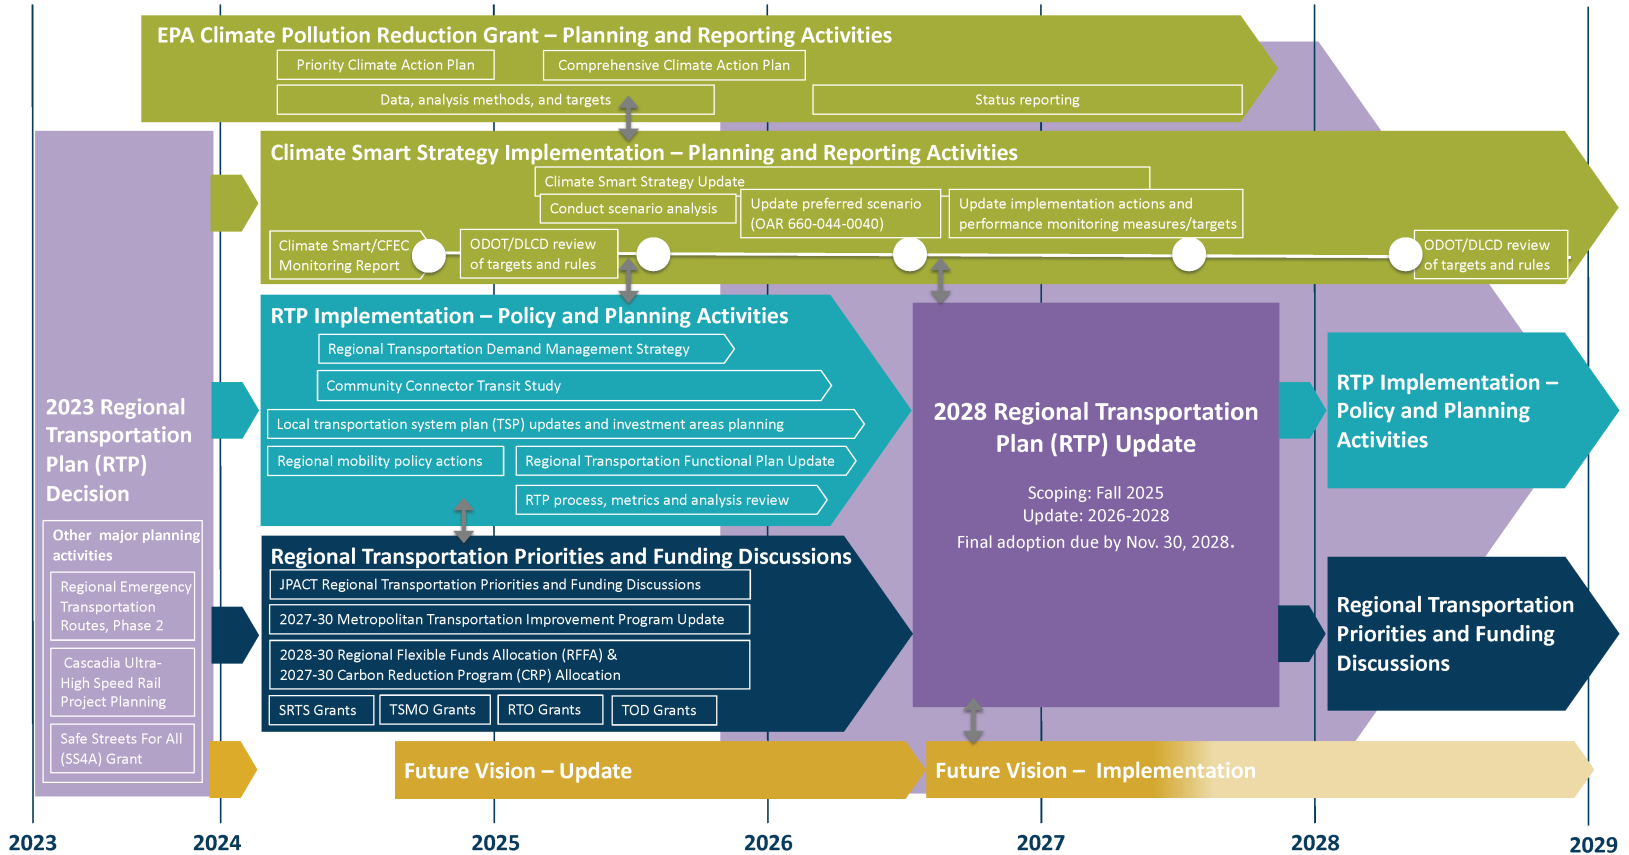 EPA Climate Pollution Reduction Grant – Planning and Reporting Activities
Priority Climate Action Plan
Comprehensive Climate Action Plan
Data, analysis methods, and targets
Status reporting
Climate Smart Strategy Implementation – Planning and Reporting Activities
Climate Smart Strategy Update
Conduct scenario analysis
Update preferred scenario
(OAR 660-044-0040)
Update implementation actions and
performance monitoring measures/targets
Climate Smart/CFEC
Monitoring Report
ODOT/DLCD review
of targets and rules
ODOT/DLCD review
of targets and rules
2023 Regional
Transportation
Plan (RTP)
Decision
Other major planning
activities
Regional Emergency
Transportation
Routes, Phase 2
Cascadia Ultra-
High Speed Rail
Project Planning
Safe Streets For All
(SS4A) Grant
RTP Implementation – Policy and Planning Activities
Regional Transportation Demand Management Strategy
Community Connector Transit Study
Local transportation system plan (TSP) updates and investment areas planning
Regional mobility policy actions
Regional Transportation Functional Plan Update
RTP process, metrics and analysis review
Regional Transportation Priorities and Funding Discussions
JPACT Regional Transportation Priorities and Funding Discussions
2027-30 Metropolitan Transportation Improvement Program Update
2028-30 Regional Flexible Funds Allocation (RFFA) &
2027-30 Carbon Reduction Program (CRP) Allocation
SRTS Grants
TSMO Grants
RTO Grants
TOD Grants
2028 Regional Transportation
Plan (RTP) Update
Scoping: Fall 2025
Update: 2026-2028
Final adoption due by Nov. 30, 2028.
RTP Implementation –
Policy and Planning
Activities
Regional Transportation
Priorities and Funding
Discussions
Future Vision – Update
Future Vision – Implementation
2023
2024
2025
2026
2027
2028
2029